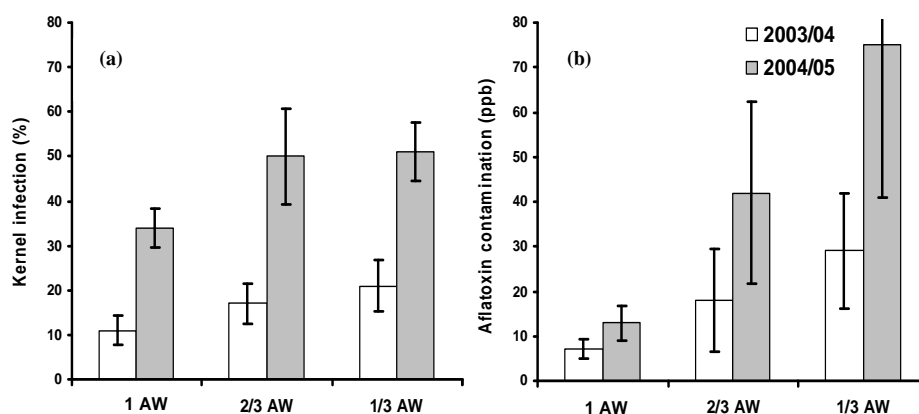 (a)
Kernel infection (%)
80
70
60
50
40
30
20
10
0
1 AW
2/3 AW
1/3 AW
(b)
2003/04
2004/05
Aflatoxin contamination (ppb)
80
70
60
50
40
30
20
10
0
1 AW
2/3 AW
1/3 AW